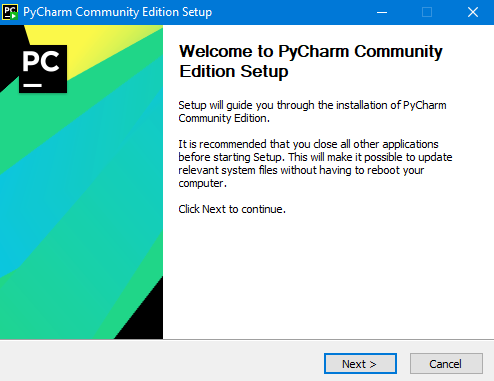 PyCharm Community Edition Setup
PC
Welcome to PyCharm Community
Edition Setup
Setup will guide you through the installation of PyCharm
Community Edition.
It is recommended that you close all other applications
before starting Setup. This will make it possible to update
relevant system files without having to reboot your
computer.
Click Next to continue.
Next >
Cancel